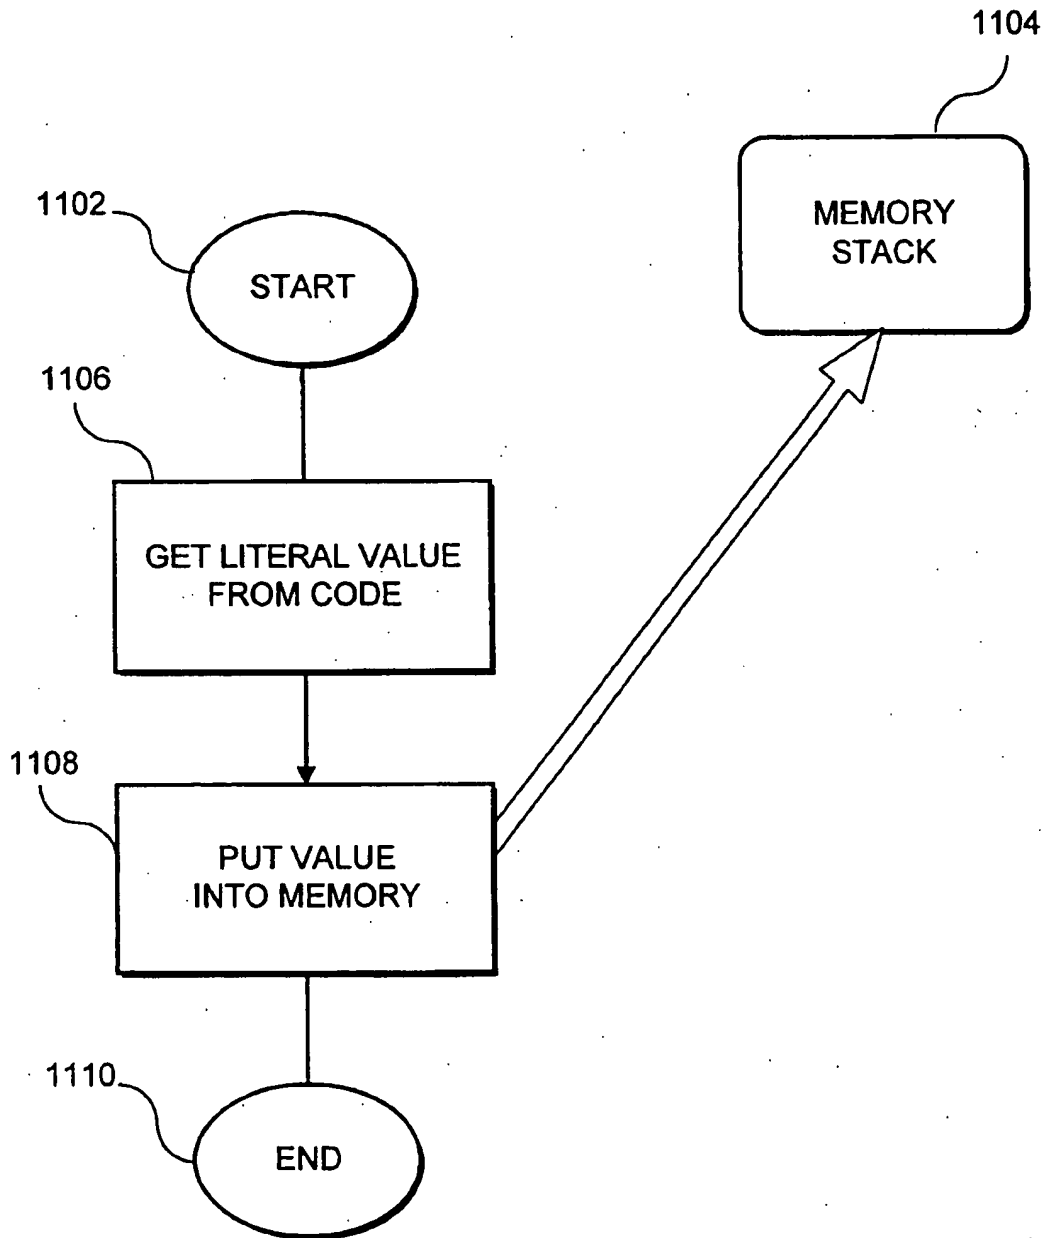 1104
MEMORY
STACK
1102
START
1106
GET LITERAL VALUE
FROM CODE
1108
PUT VALUE
INTO MEMORY
1110
END